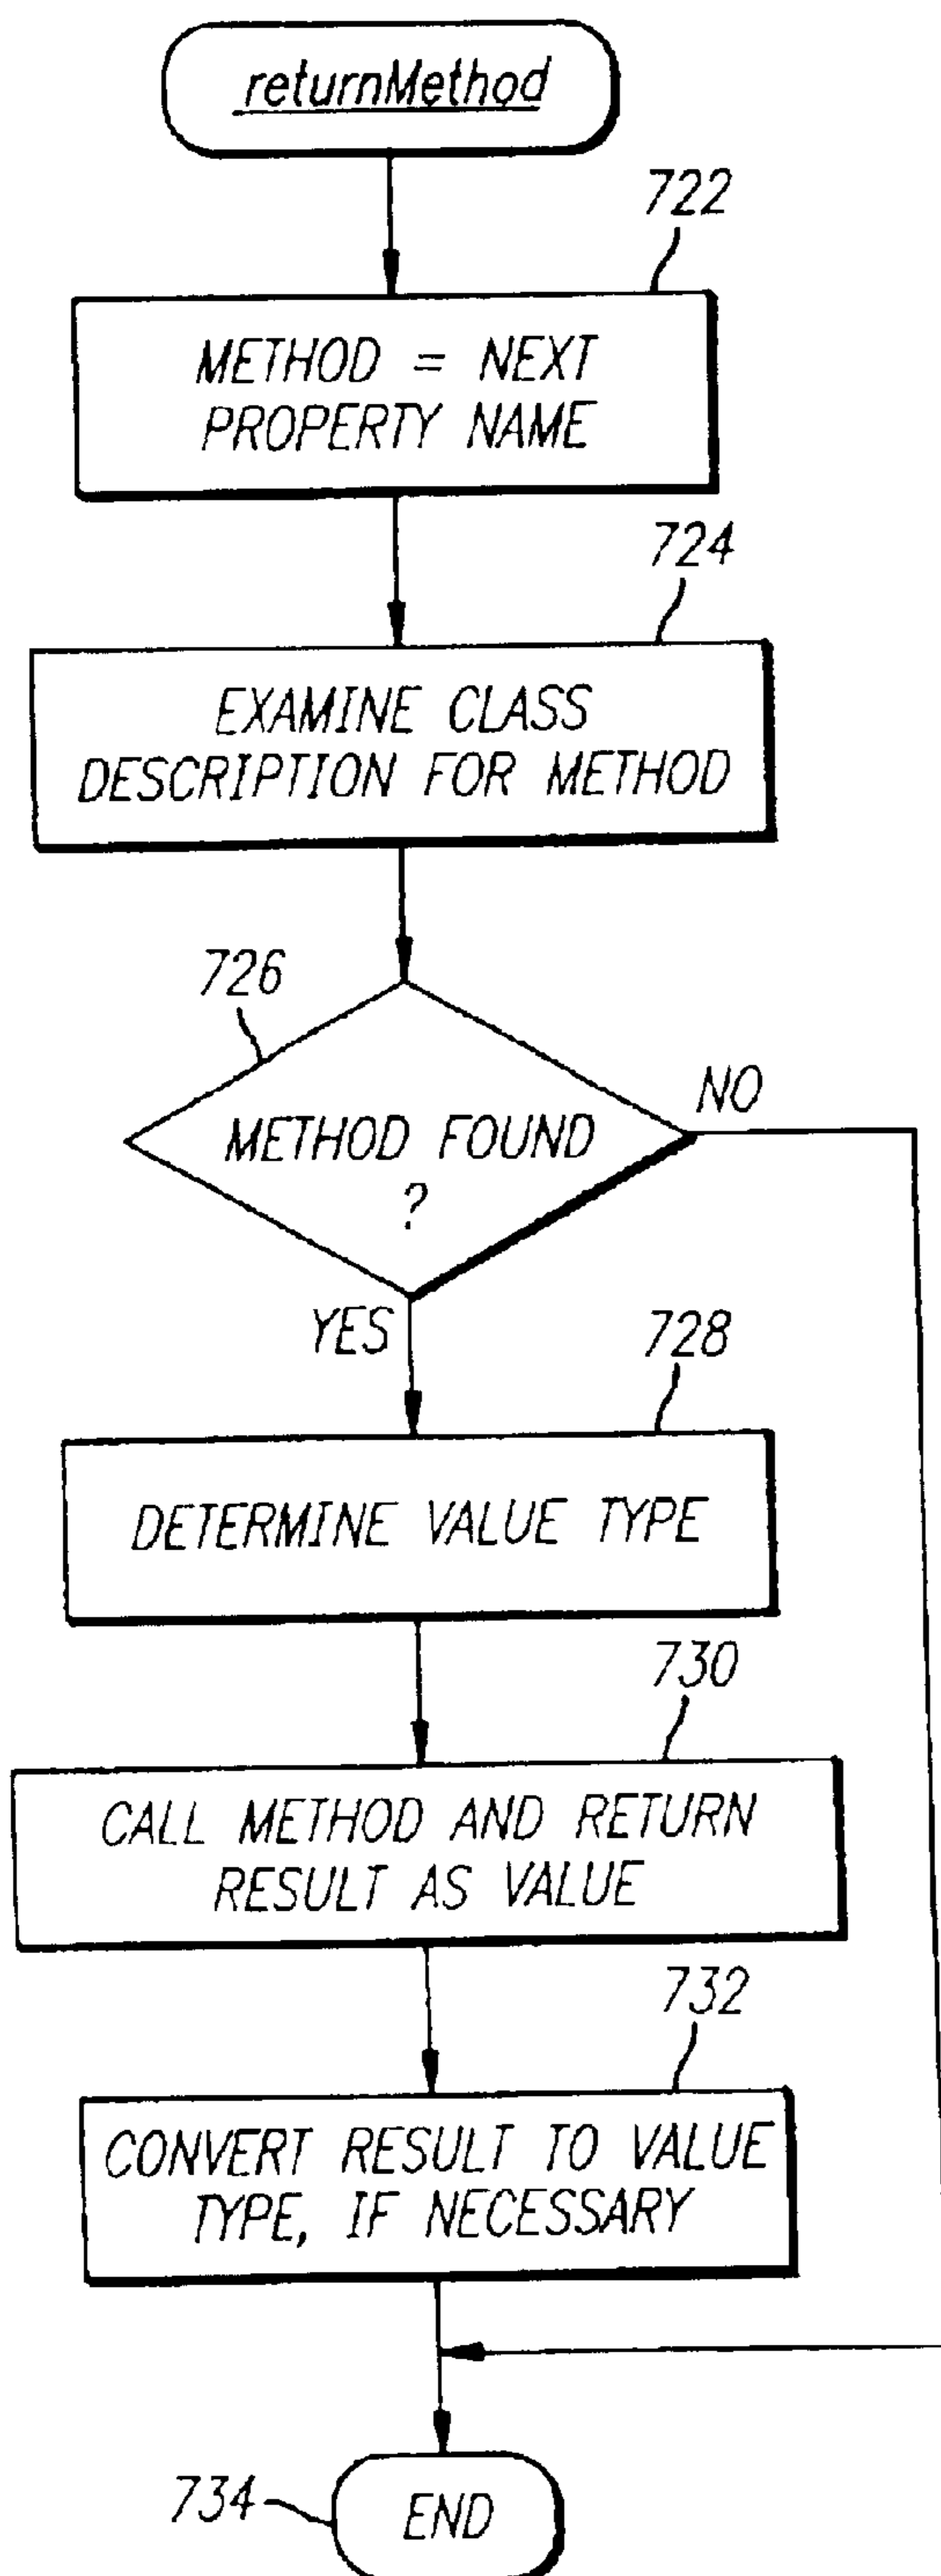 returnMethod
722
METHOD = NEXT
PROPERTY NAME
724
EXAMINE CLASS
DESCRIPTION FOR METHOD
726
METHOD FOUND
?
NO
YES
728
DETERMINE VALUE TYPE
730
CALL METHOD AND RETURN
RESULT AS VALUE
732
CONVERT RESULT TO VALUE
TYPE, IF NECESSARY
734
END